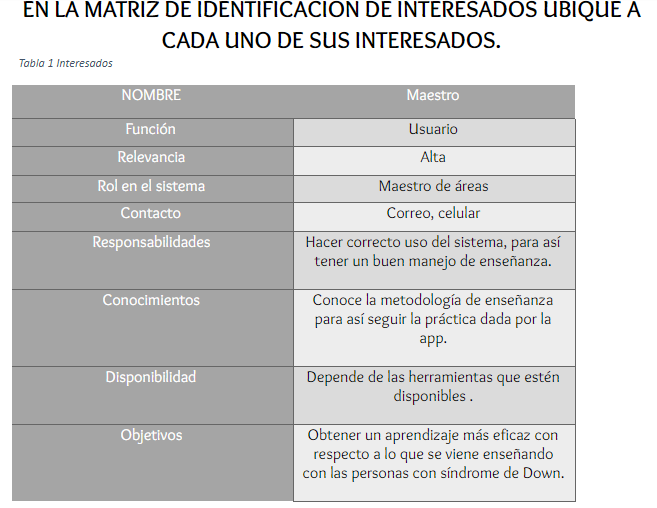 EN LA MATRIZ DE IDENTIFICACION DE INTERESADOS UBIQUE A
CADA UNO DE SUS INTERESADOS.
Tabla 1 Interesados
NOMBRE Maestro
Función Usuario
Relevancia Alta
Rol en el sistema Maestro de áreas
Contacto Correo, celular
Responsabilidades Hacer correcto uso del sistema, para así
tener un buen manejo de enseñanza.
Conocimientos Conoce la metodología de enseñanza
para así seguir la práctica dada por la
app.
Disponibilidad Depende de las herramientas que estén
disponibles .
Objetivos Obtener un aprendizaje más eficaz con
respecto a lo que se viene enseñando
con las personas con síndrome de Down.